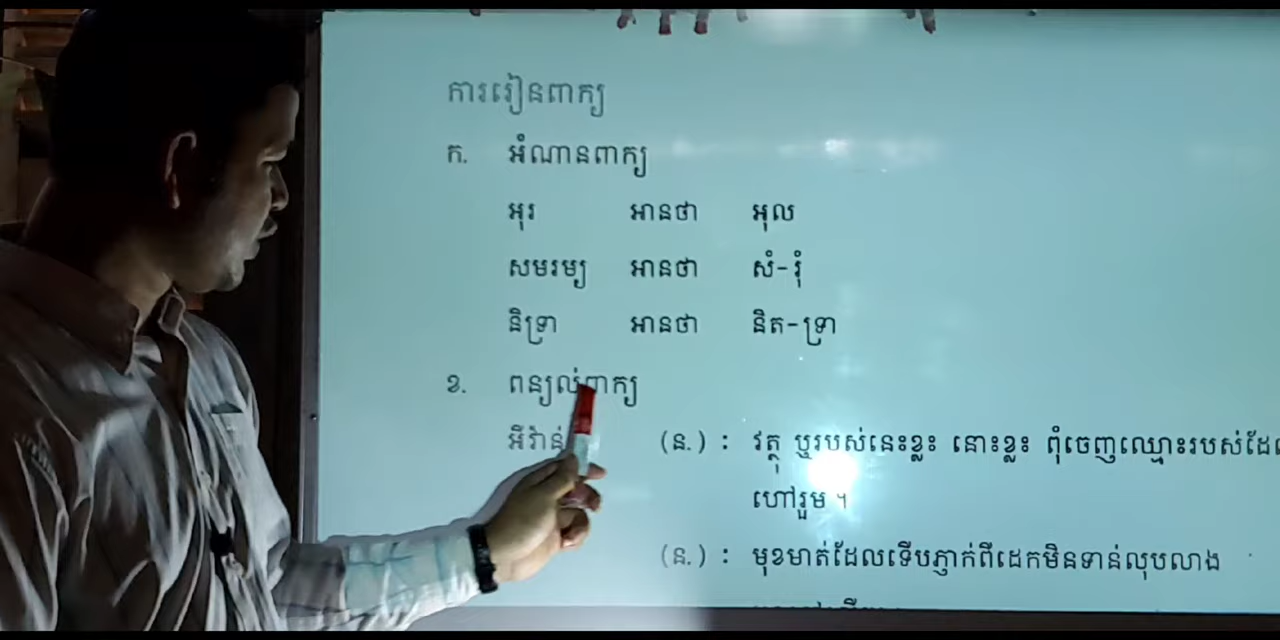 ការរៀនពាក្យ
ក. អំណានពាក្យ
អុរ អានថា អុល
សមរម្យ អានថា សំ-រុំ
និទ្រា អានថា និត-ទ្រា
ខ. ពន្យល់ពាក្យ
អីវ៉ាន់ (ន.) : វត្ថុ ឬរបស់នេះខ្លះ នោះខ្លះ ពុំចេញឈ្មោះរបស់
ហៅរួម ។
(ន.) : មុខមាត់ដែលទើបភ្ញាក់ពីដេកមិនទាន់លុបលាង